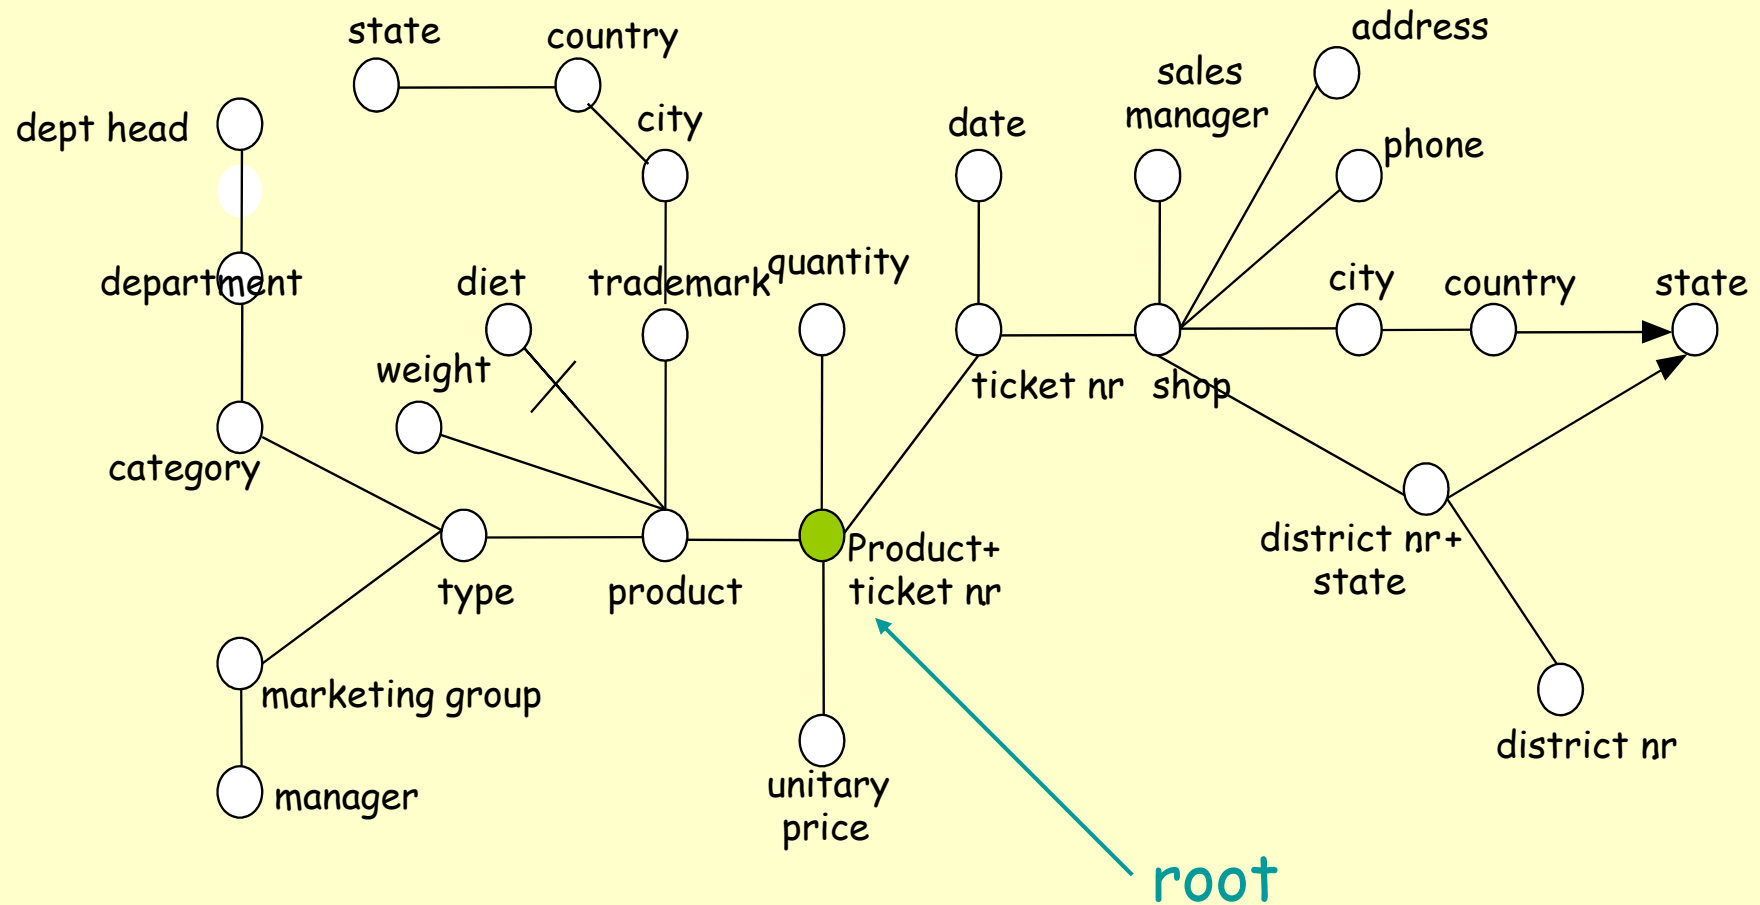 state
country
address
sales
manager
dept head
city
date
phone
department
diet
trademark
quantity
city
country
state
weight
ticket nr
shop
category
district nr+
state
Product+
ticket nr
type
product
marketing group
district nr
manager
unitary
price
root